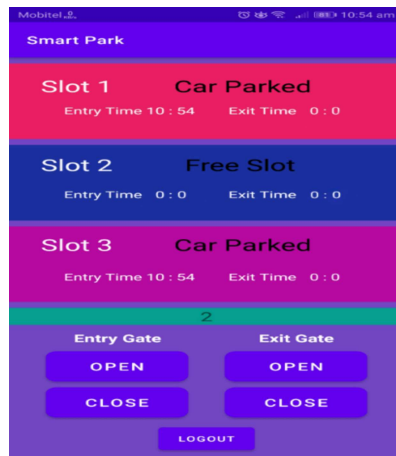 Mobitel 10:54 am
Smart Park
Slot 1 Car Parked
Entry Time 10 : 54 Exit Time 0 : 0
Slot 2 Free Slot
Entry Time 0 : 0 Exit Time 0 : 0
Slot 3 Car Parked
Entry Time 10 : 54 Exit Time 0 : 0
2
Entry Gate Exit Gate
OPEN OPEN
CLOSE CLOSE
LOGOUT